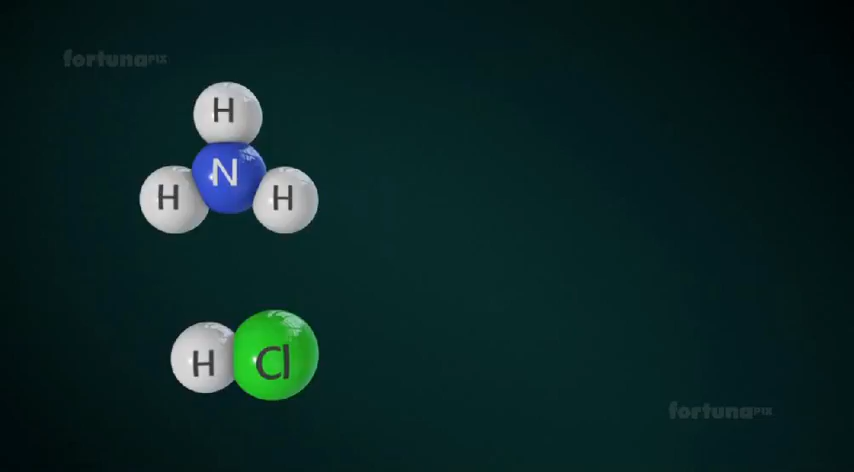 fortunaPIX
H
N
H H
H Cl
fortunaPIX